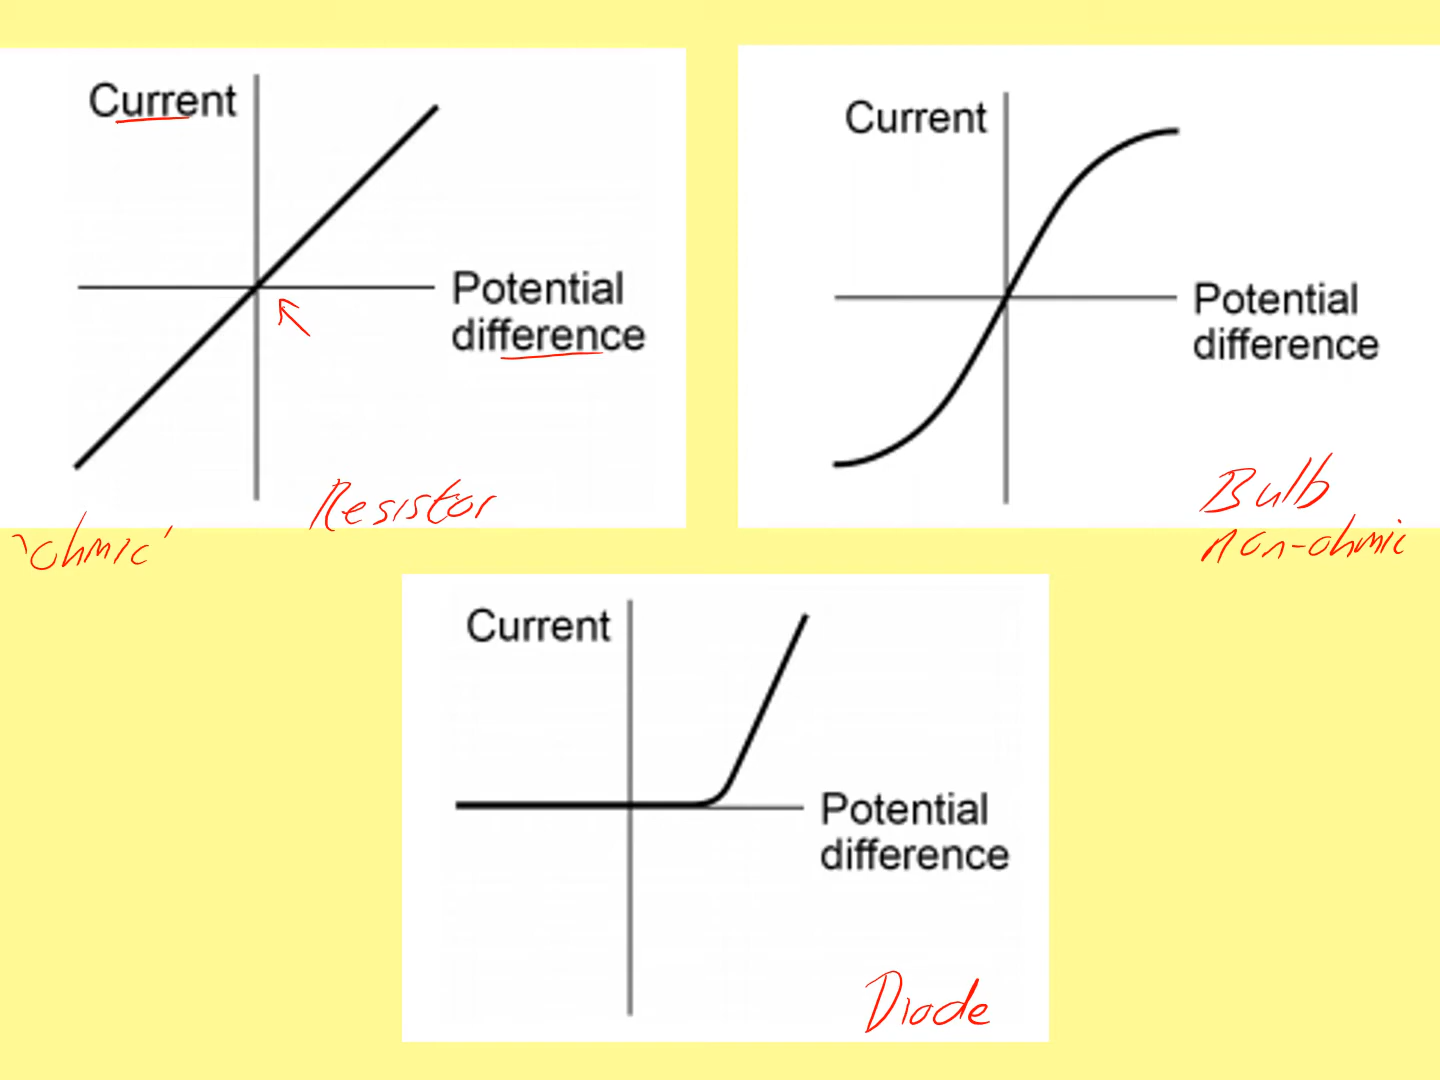 Current
Potential
difference
Resistor
'ohmic'
Current
Potential
difference
Bulb
non-ohmic
Current
Potential
difference
Diode